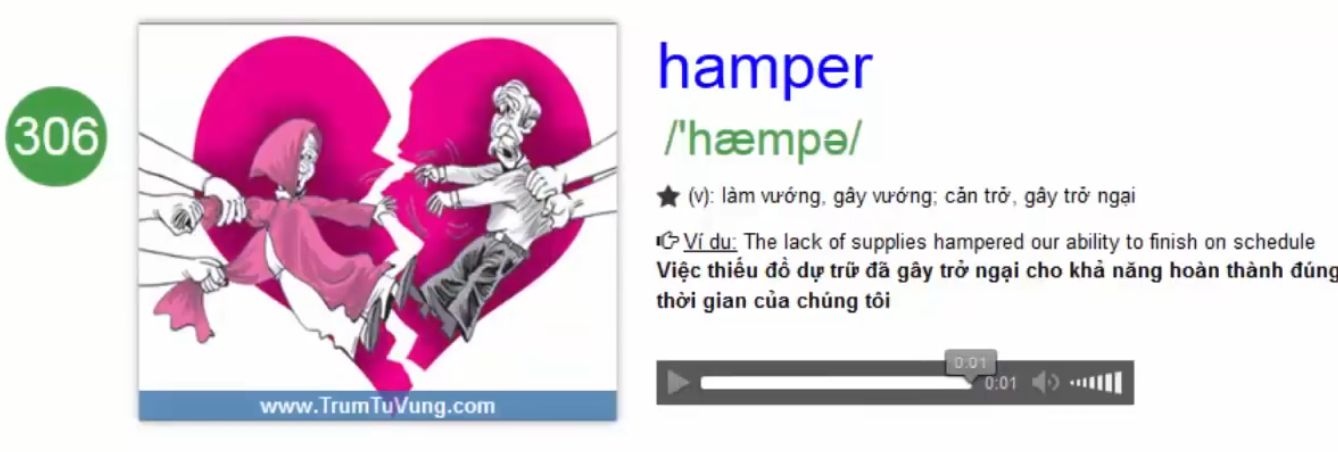 306
hamper
/'hæmpə/
(v): làm vướng, gây vướng; cản trở, gây trở ngại
Ví dụ: The lack of supplies hampered our ability to finish on schedule
Việc thiếu đồ dự trữ đã gây trở ngại cho khả năng hoàn thành đúng
thời gian của chúng tôi
0:01
0:01
www.TrumTuVung.com